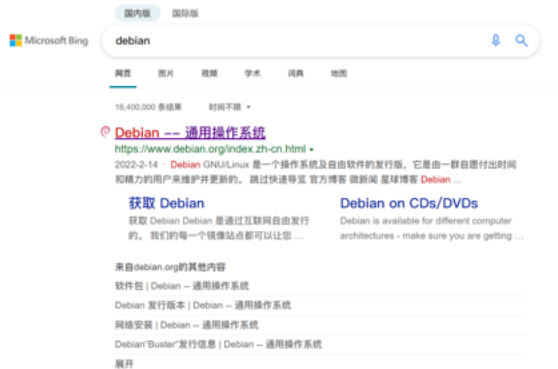 国内版 国际版
Microsoft Bing
debian
网页 图片 视频 学术 词典 地图
16,400,000 条结果 时间不限
Debian -- 通用操作系统
https://www.debian.org/index.zh-cn.html
2022-2-14 · Debian GNU/Linux 是一个操作系统及自由软件的发行版，它是由一群自愿付出时间
和精力的用户来维护并更新的。 跳过快速导览 官方博客 微新闻 星球博客 Debian ...
获取 Debian Debian on CDs/DVDs
获取 Debian Debian 是通过互联网自由发行 Debian is available for different computer
的。 我们的每一个镜像站点都可以让您 ... architectures - make sure you are getting ...
来自debian.org的其他内容
软件包 | Debian -- 通用操作系统
Debian 发行版本 | Debian -- 通用操作系统
网络安装 | Debian -- 通用操作系统
Debian“Buster”发行信息 | Debian -- 通用操作系统
展开